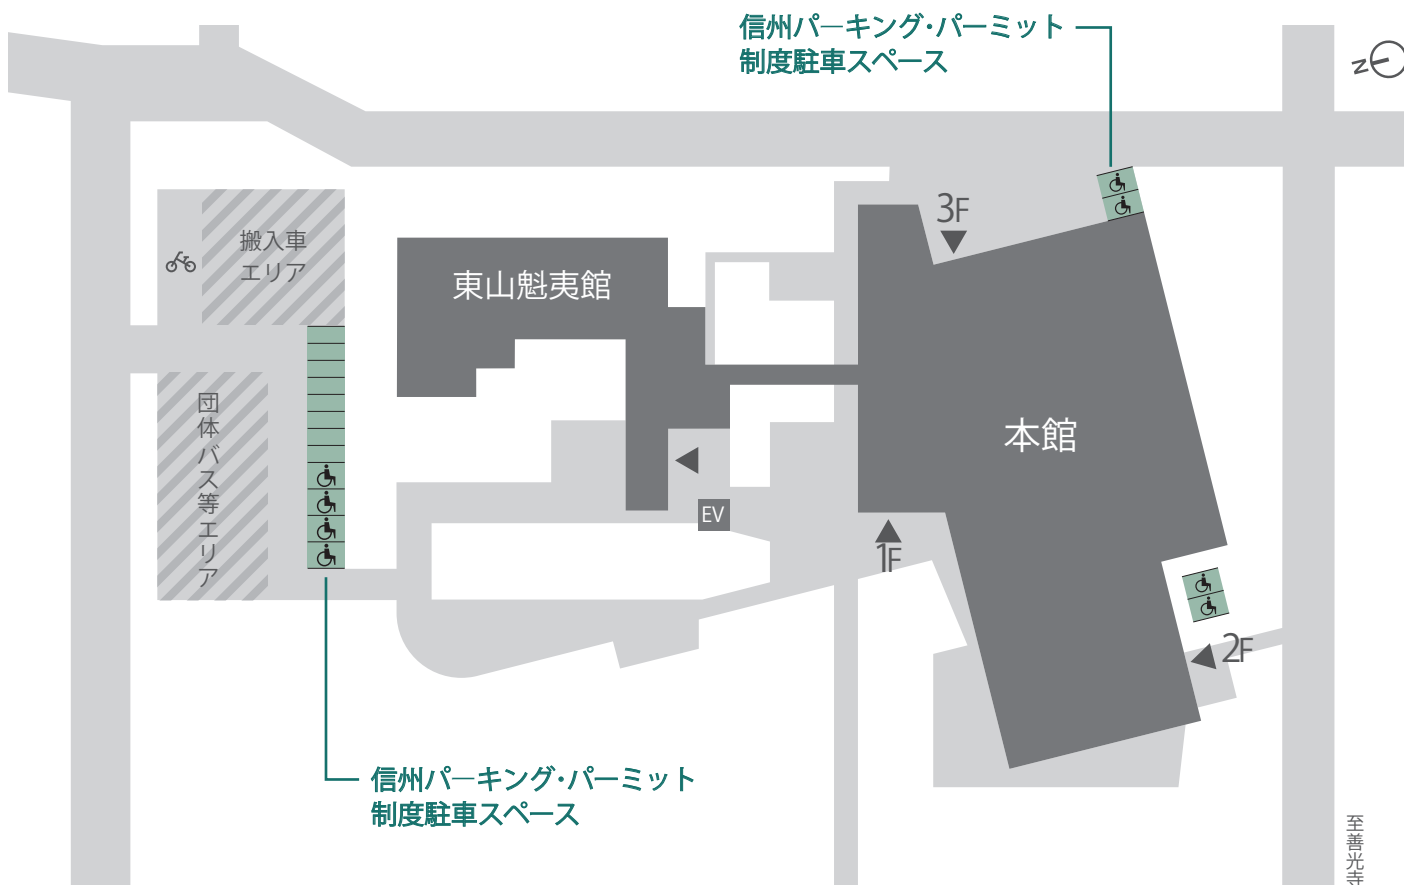 信州パーキング・パーミット
制度駐車スペース
N
3F
搬入車
エリア
東山魁夷館
団体バス等エリア
本館
EV
1F
2F
信州パーキング・パーミット
制度駐車スペース
至善光寺